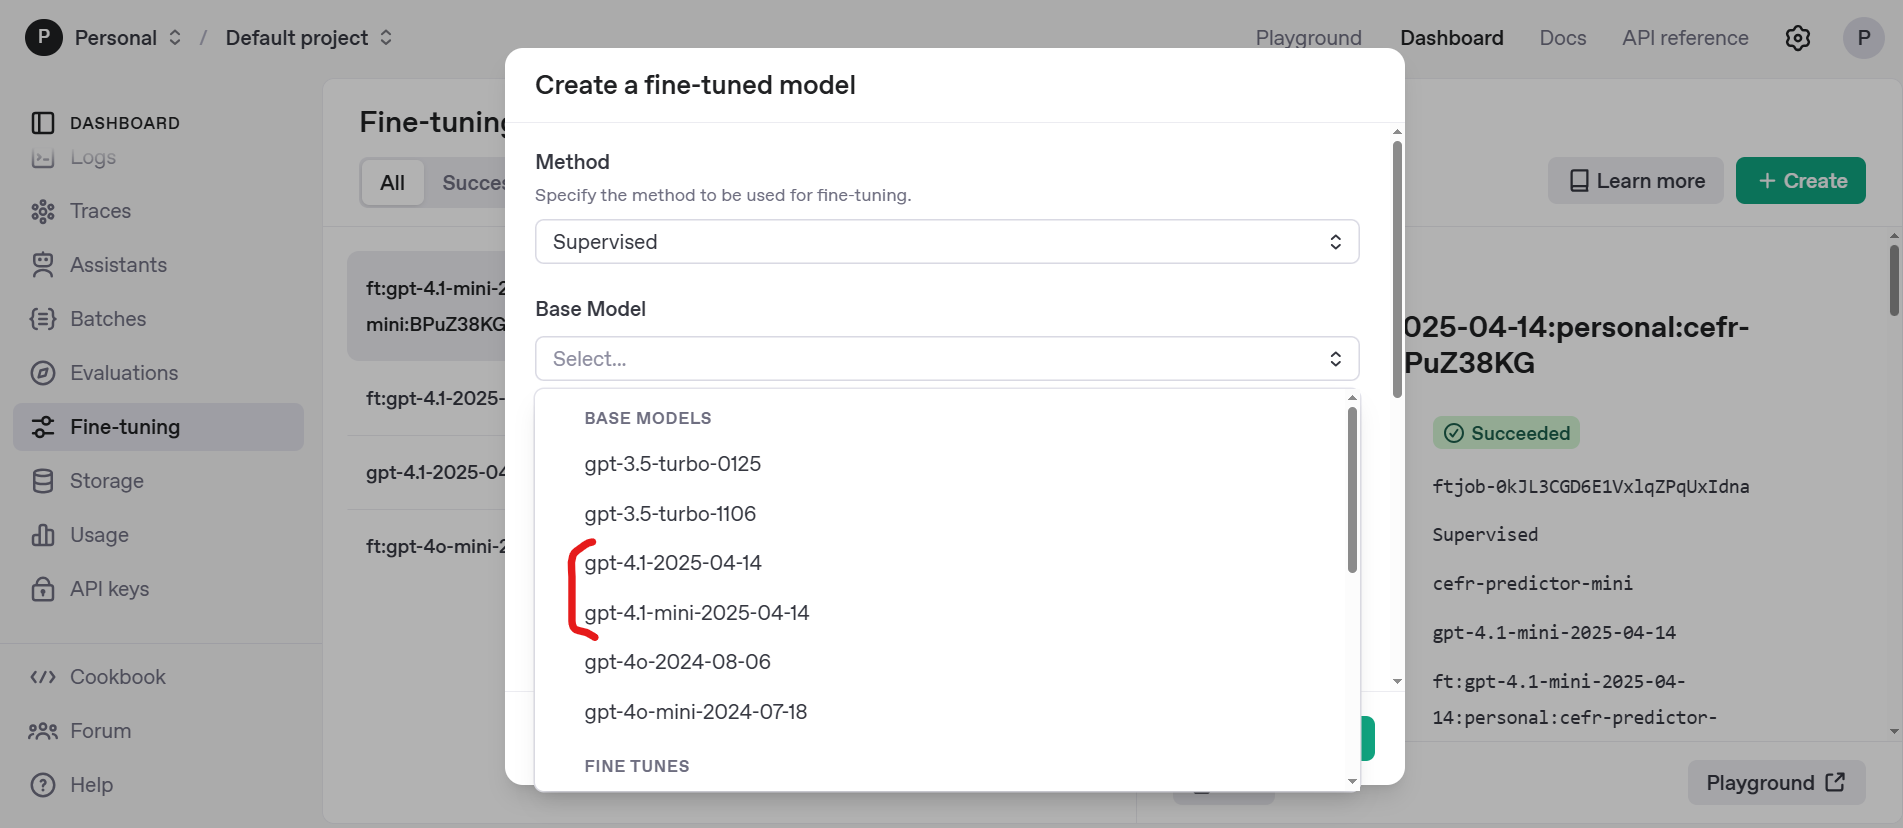 P Personal / Default project
Playground Dashboard Docs API reference P
DASHBOARD
Logs
Traces
Assistants
Batches
Evaluations
Fine-tuning
Storage
Usage
API keys
Cookbook
Forum
Help
Fine-tuning
All Succes
Learn more + Create
ft:gpt-4.1-mini-2
mini:BPuZ38KG
ft:gpt-4.1-2025-
gpt-4.1-2025-04
ft:gpt-4o-mini-2
Create a fine-tuned model
Method
Specify the method to be used for fine-tuning.
Supervised
Base Model
Select...
BASE MODELS
gpt-3.5-turbo-0125
gpt-3.5-turbo-1106
gpt-4.1-2025-04-14
gpt-4.1-mini-2025-04-14
gpt-4o-2024-08-06
gpt-4o-mini-2024-07-18
FINE TUNES
025-04-14:personal:cefr-
PuZ38KG
Succeeded
ftjob-0kJL3CGD6E1VxlqZPqUxIdna
Supervised
cefr-predictor-mini
gpt-4.1-mini-2025-04-14
ft:gpt-4.1-mini-2025-04-
14:personal:cefr-predictor-
Playground